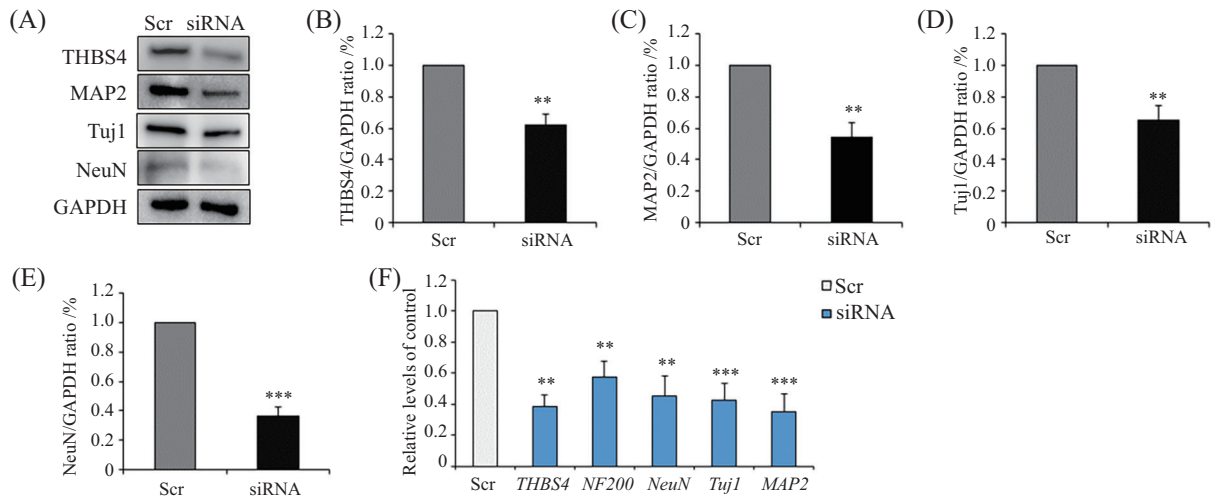 (A)
Scr siRNA
THBS4
MAP2
Tuj1
NeuN
GAPDH
(B)
THBS4/GAPDH ratio /%
1.2
1.0
0.8
0.6
0.4
0.2
0
**
Scr siRNA
(C)
MAP2/GAPDH ratio /%
1.2
1.0
0.8
0.6
0.4
0.2
0
**
Scr siRNA
(D)
Tuj1/GAPDH ratio /%
1.2
1.0
0.8
0.6
0.4
0.2
0
**
Scr siRNA
(E)
NeuN/GAPDH ratio /%
1.2
1.0
0.8
0.6
0.4
0.2
0
***
Scr siRNA
(F)
Relative levels of control
1.2
1.0
0.8
0.6
0.4
0.2
0
Scr
siRNA
** ** ** *** ***
Scr THBS4 NF200 NeuN Tuj1 MAP2